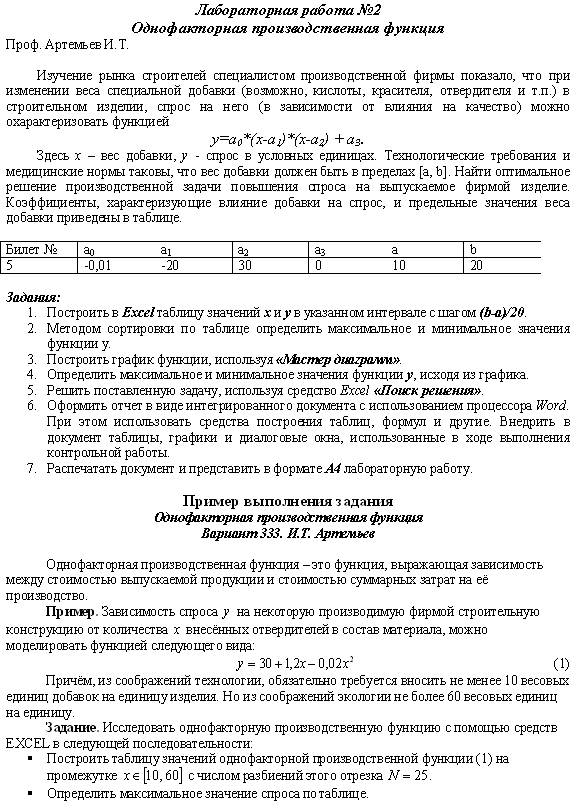 Лабораторная работа №2
Однофакторная производственная функция
Проф. Артемьев И.Т.
Изучение рынка строителей специалистом производственной фирмы показало, что при
изменении веса специальной добавки (возможно, кислоты, красителя, отвердителя и т.п.) в
строительном изделии, спрос на него (в зависимости от влияния на качество) можно
охарактеризовать функцией
y=a₀*(x-a₁)*(x-a₂) + a₃.
Здесь x – вес добавки, y - спрос в условных единицах. Технологические требования и
медицинские нормы таковы, что вес добавки должен быть в пределах [a, b]. Найти оптимальное
решение производственной задачи повышения спроса на выпускаемое фирмой изделие.
Коэффициенты, характеризующие влияние добавки на спрос, и предельные значения веса
добавки приведены в таблице.
Билет № a₀ a₁ a₂ a₃ a b
5 -0,01 -20 30 0 10 20
Задания:
1. Построить в Excel таблицу значений x и y в указанном интервале с шагом (b-a)/20.
2. Методом сортировки по таблице определить максимальное и минимальное значения
функции y.
3. Построить график функции, используя «Мастер диаграмм».
4. Определить максимальное и минимальное значения функции y, исходя из графика.
5. Решить поставленную задачу, используя средство Excel «Поиск решения».
6. Оформить отчет в виде интегрированного документа с использованием процессора Word.
При этом использовать средства построения таблиц, формул и другие. Внедрить в
документ таблицы, графики и диалоговые окна, использованные в ходе выполнения
контрольной работы.
7. Распечатать документ и представить в формате А4 лабораторную работу.
Пример выполнения задания
Однофакторная производственная функция
Вариант 333. И.Т. Артемьев
Однофакторная производственная функция – это функция, выражающая зависимость
между стоимостью выпускаемой продукции и стоимостью суммарных затрат на её
производство.
Пример. Зависимость спроса y на некоторую производимую фирмой строительную
конструкцию от количества x внесённых отвердителей в состав материала, можно
моделировать функцией следующего вида:
y = 30 + 1,2x − 0,02x² (1)
Причём, из соображений технологии, обязательно требуется вносить не менее 10 весовых
единиц добавок на единицу изделия. Но из соображений экологии не более 60 весовых единиц
на единицу.
Задание. Исследовать однофакторную производственную функцию с помощью средств
EXCEL в следующей последовательности:
▪ Построить таблицу значений однофакторной производственной функции (1) на
промежутке x ∈ [10, 60] с числом разбиений этого отрезка N = 25.
▪ Определить максимальное значение спроса по таблице.